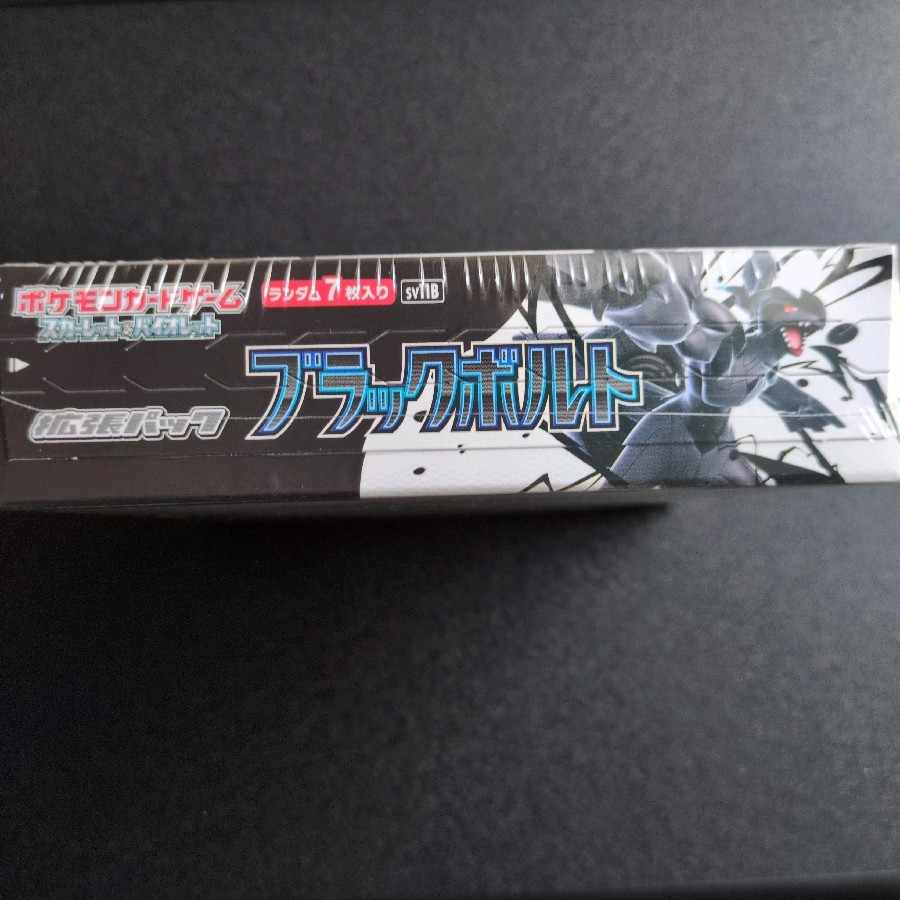 ポケモンカードゲーム
スカーレット&バイオレット
ランダム7枚入り
sv11B
ブラックボルト
拡張パック